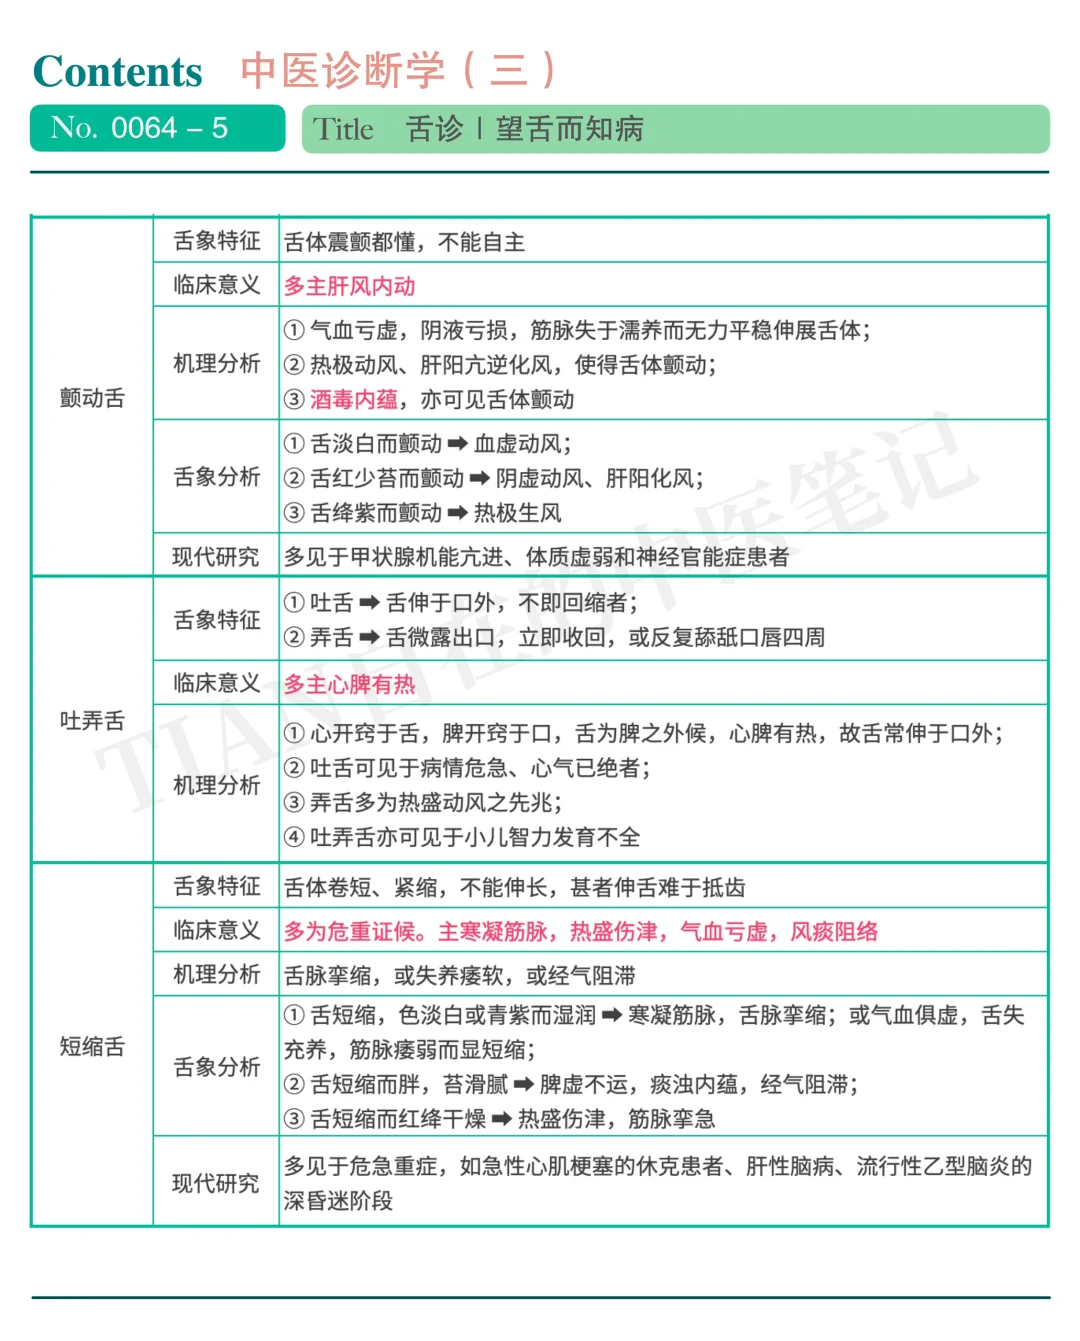 Contents 中医诊断学（三）
No. 0064 – 5
Title 舌诊 | 望舌而知病
颤动舌
舌象特征
舌体震颤都懂，不能自主
临床意义
多主肝风内动
机理分析
① 气血亏虚，阴液亏损，筋脉失于濡养而无力平稳伸展舌体；
② 热极动风、肝阳亢逆化风，使得舌体颤动；
③ 酒毒内蕴，亦可见舌体颤动
舌象分析
① 舌淡白而颤动 ➡ 血虚动风；
② 舌红少苔而颤动 ➡ 阴虚动风、肝阳化风；
③ 舌绛紫而颤动 ➡ 热极生风
现代研究
多见于甲状腺机能亢进、体质虚弱和神经官能症患者
吐弄舌
舌象特征
① 吐舌 ➡ 舌伸于口外，不即回缩者；
② 弄舌 ➡ 舌微露出口，立即收回，或反复舔舐口唇四周
临床意义
多主心脾有热
机理分析
① 心开窍于舌，脾开窍于口，舌为脾之外候，心脾有热，故舌常伸于口外；
② 吐舌可见于病情危急、心气已绝者；
③ 弄舌多为热盛动风之先兆；
④ 吐弄舌亦可见于小儿智力发育不全
短缩舌
舌象特征
舌体卷短、紧缩，不能伸长，甚者伸舌难于抵齿
临床意义
多为危重证候。主寒凝筋脉，热盛伤津，气血亏虚，风痰阻络
机理分析
舌脉挛缩，或失养痿软，或经气阻滞
舌象分析
① 舌短缩，色淡白或青紫而湿润 ➡ 寒凝筋脉，舌脉挛缩；或气血俱虚，舌失
充养，筋脉痿弱而显短缩；
② 舌短缩而胖，苔滑腻 ➡ 脾虚不运，痰浊内蕴，经气阻滞；
③ 舌短缩而红绛干燥 ➡ 热盛伤津，筋脉挛急
现代研究
多见于危急重症，如急性心肌梗塞的休克患者、肝性脑病、流行性乙型脑炎的
深昏迷阶段
TIAN自在的中医笔记